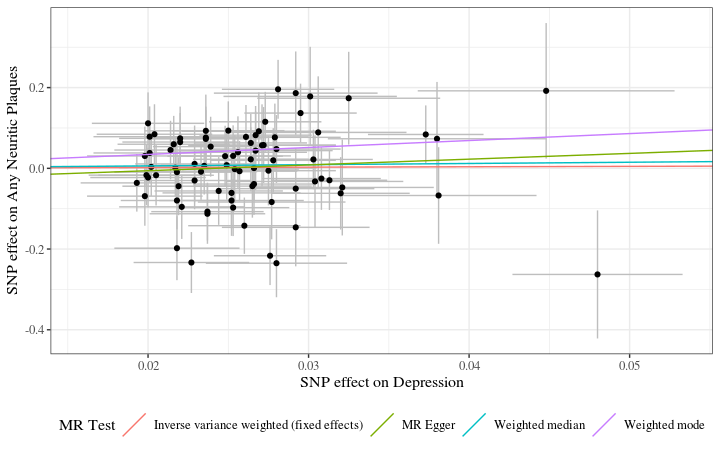 SNP effect on Any Neuritic Plaques
0.2
0.0
-0.2
-0.4
0.02 0.03 0.04 0.05
SNP effect on Depression
MR Test Inverse variance weighted (fixed effects) MR Egger Weighted median Weighted mode